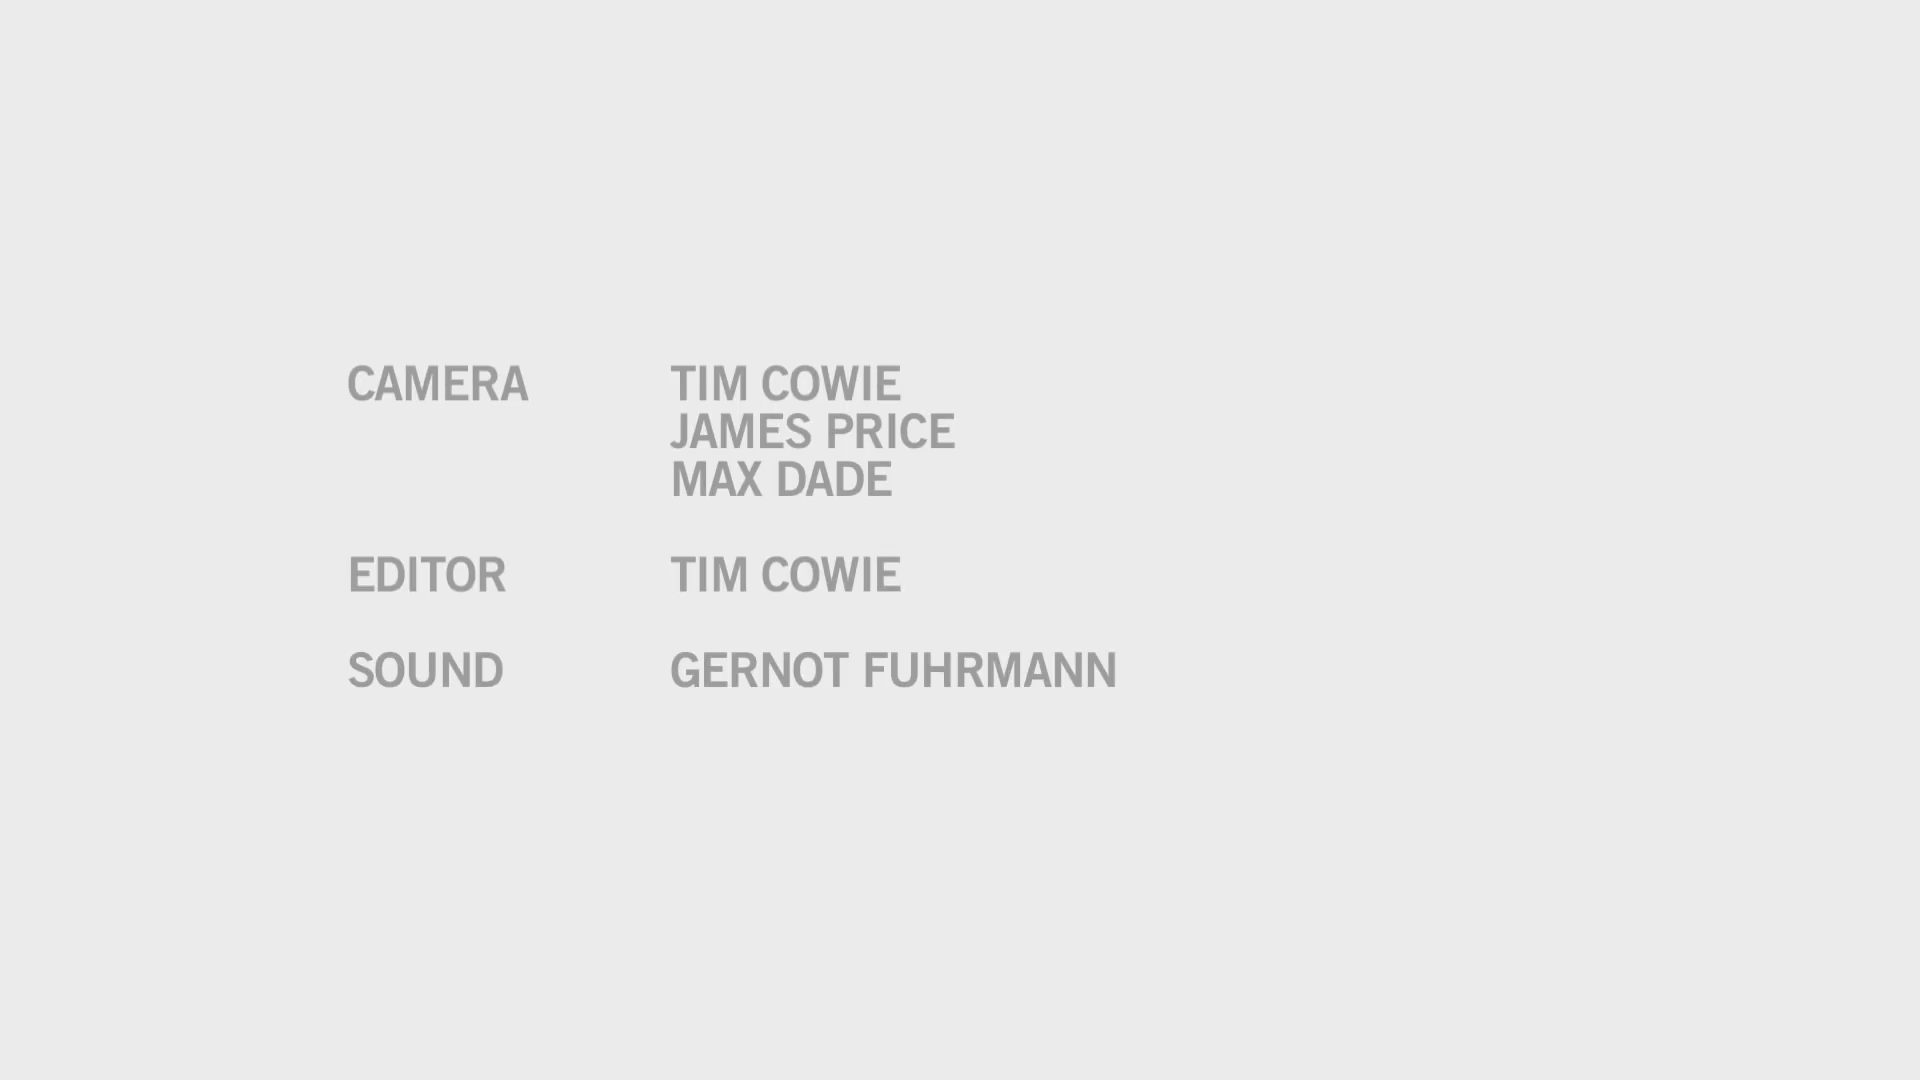 CAMERA TIM COWIE
JAMES PRICE
MAX DADE
EDITOR TIM COWIE
SOUND GERNOT FUHRMANN